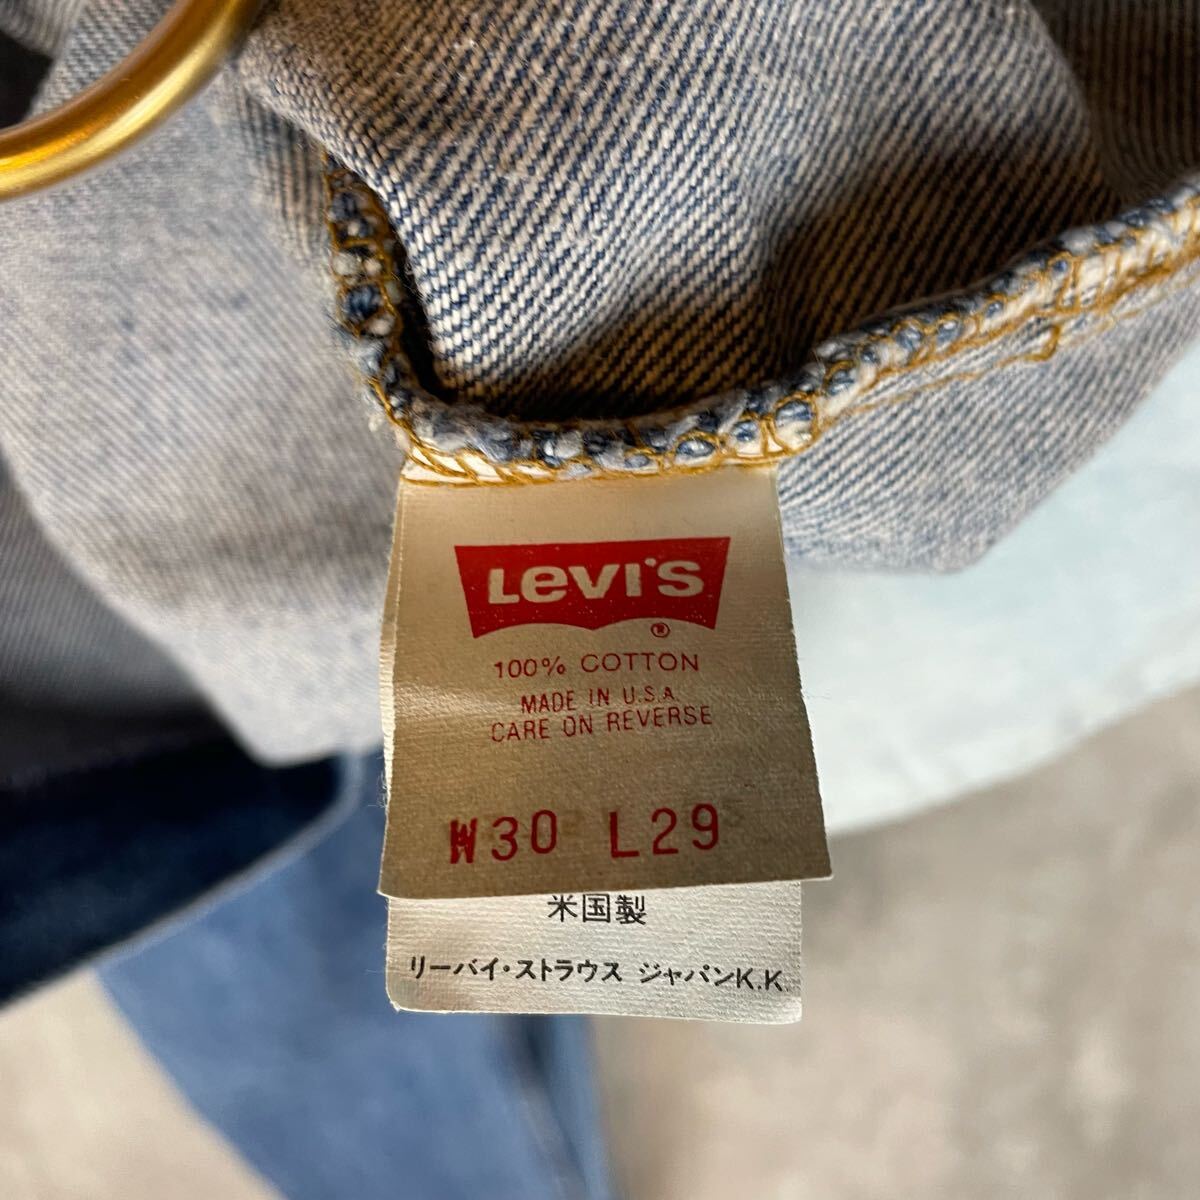 LEVI'S ®
100% COTTON
MADE IN U.S.A.
CARE ON REVERSE
W30 L29
米国製
リーバイ・ストラウス ジャパンK.K.